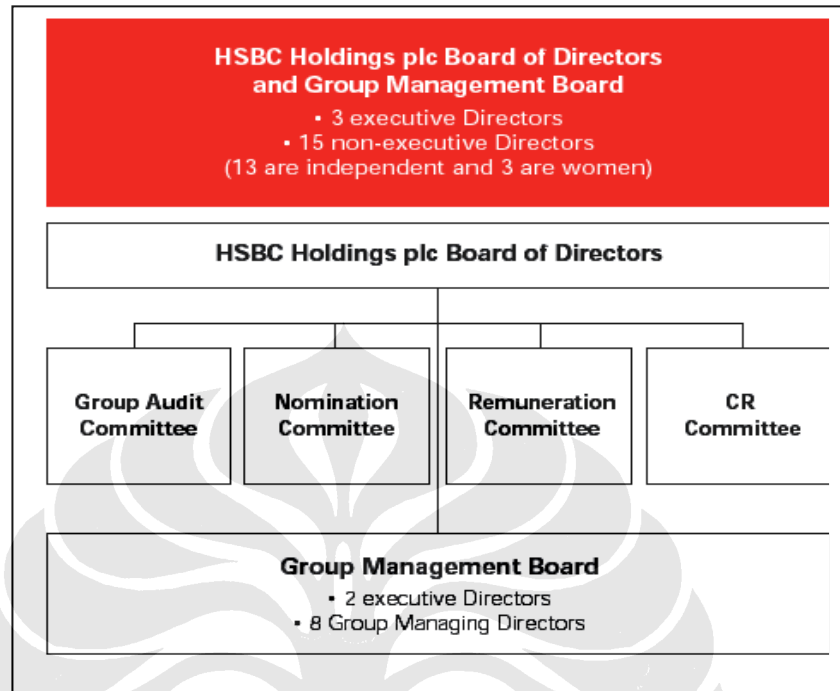 HSBC Holdings plc Board of Directors
and Group Management Board
• 3 executive Directors
• 15 non-executive Directors
(13 are independent and 3 are women)
HSBC Holdings plc Board of Directors
Group Audit
Committee
Nomination
Committee
Remuneration
Committee
CR
Committee
Group Management Board
• 2 executive Directors
• 8 Group Managing Directors